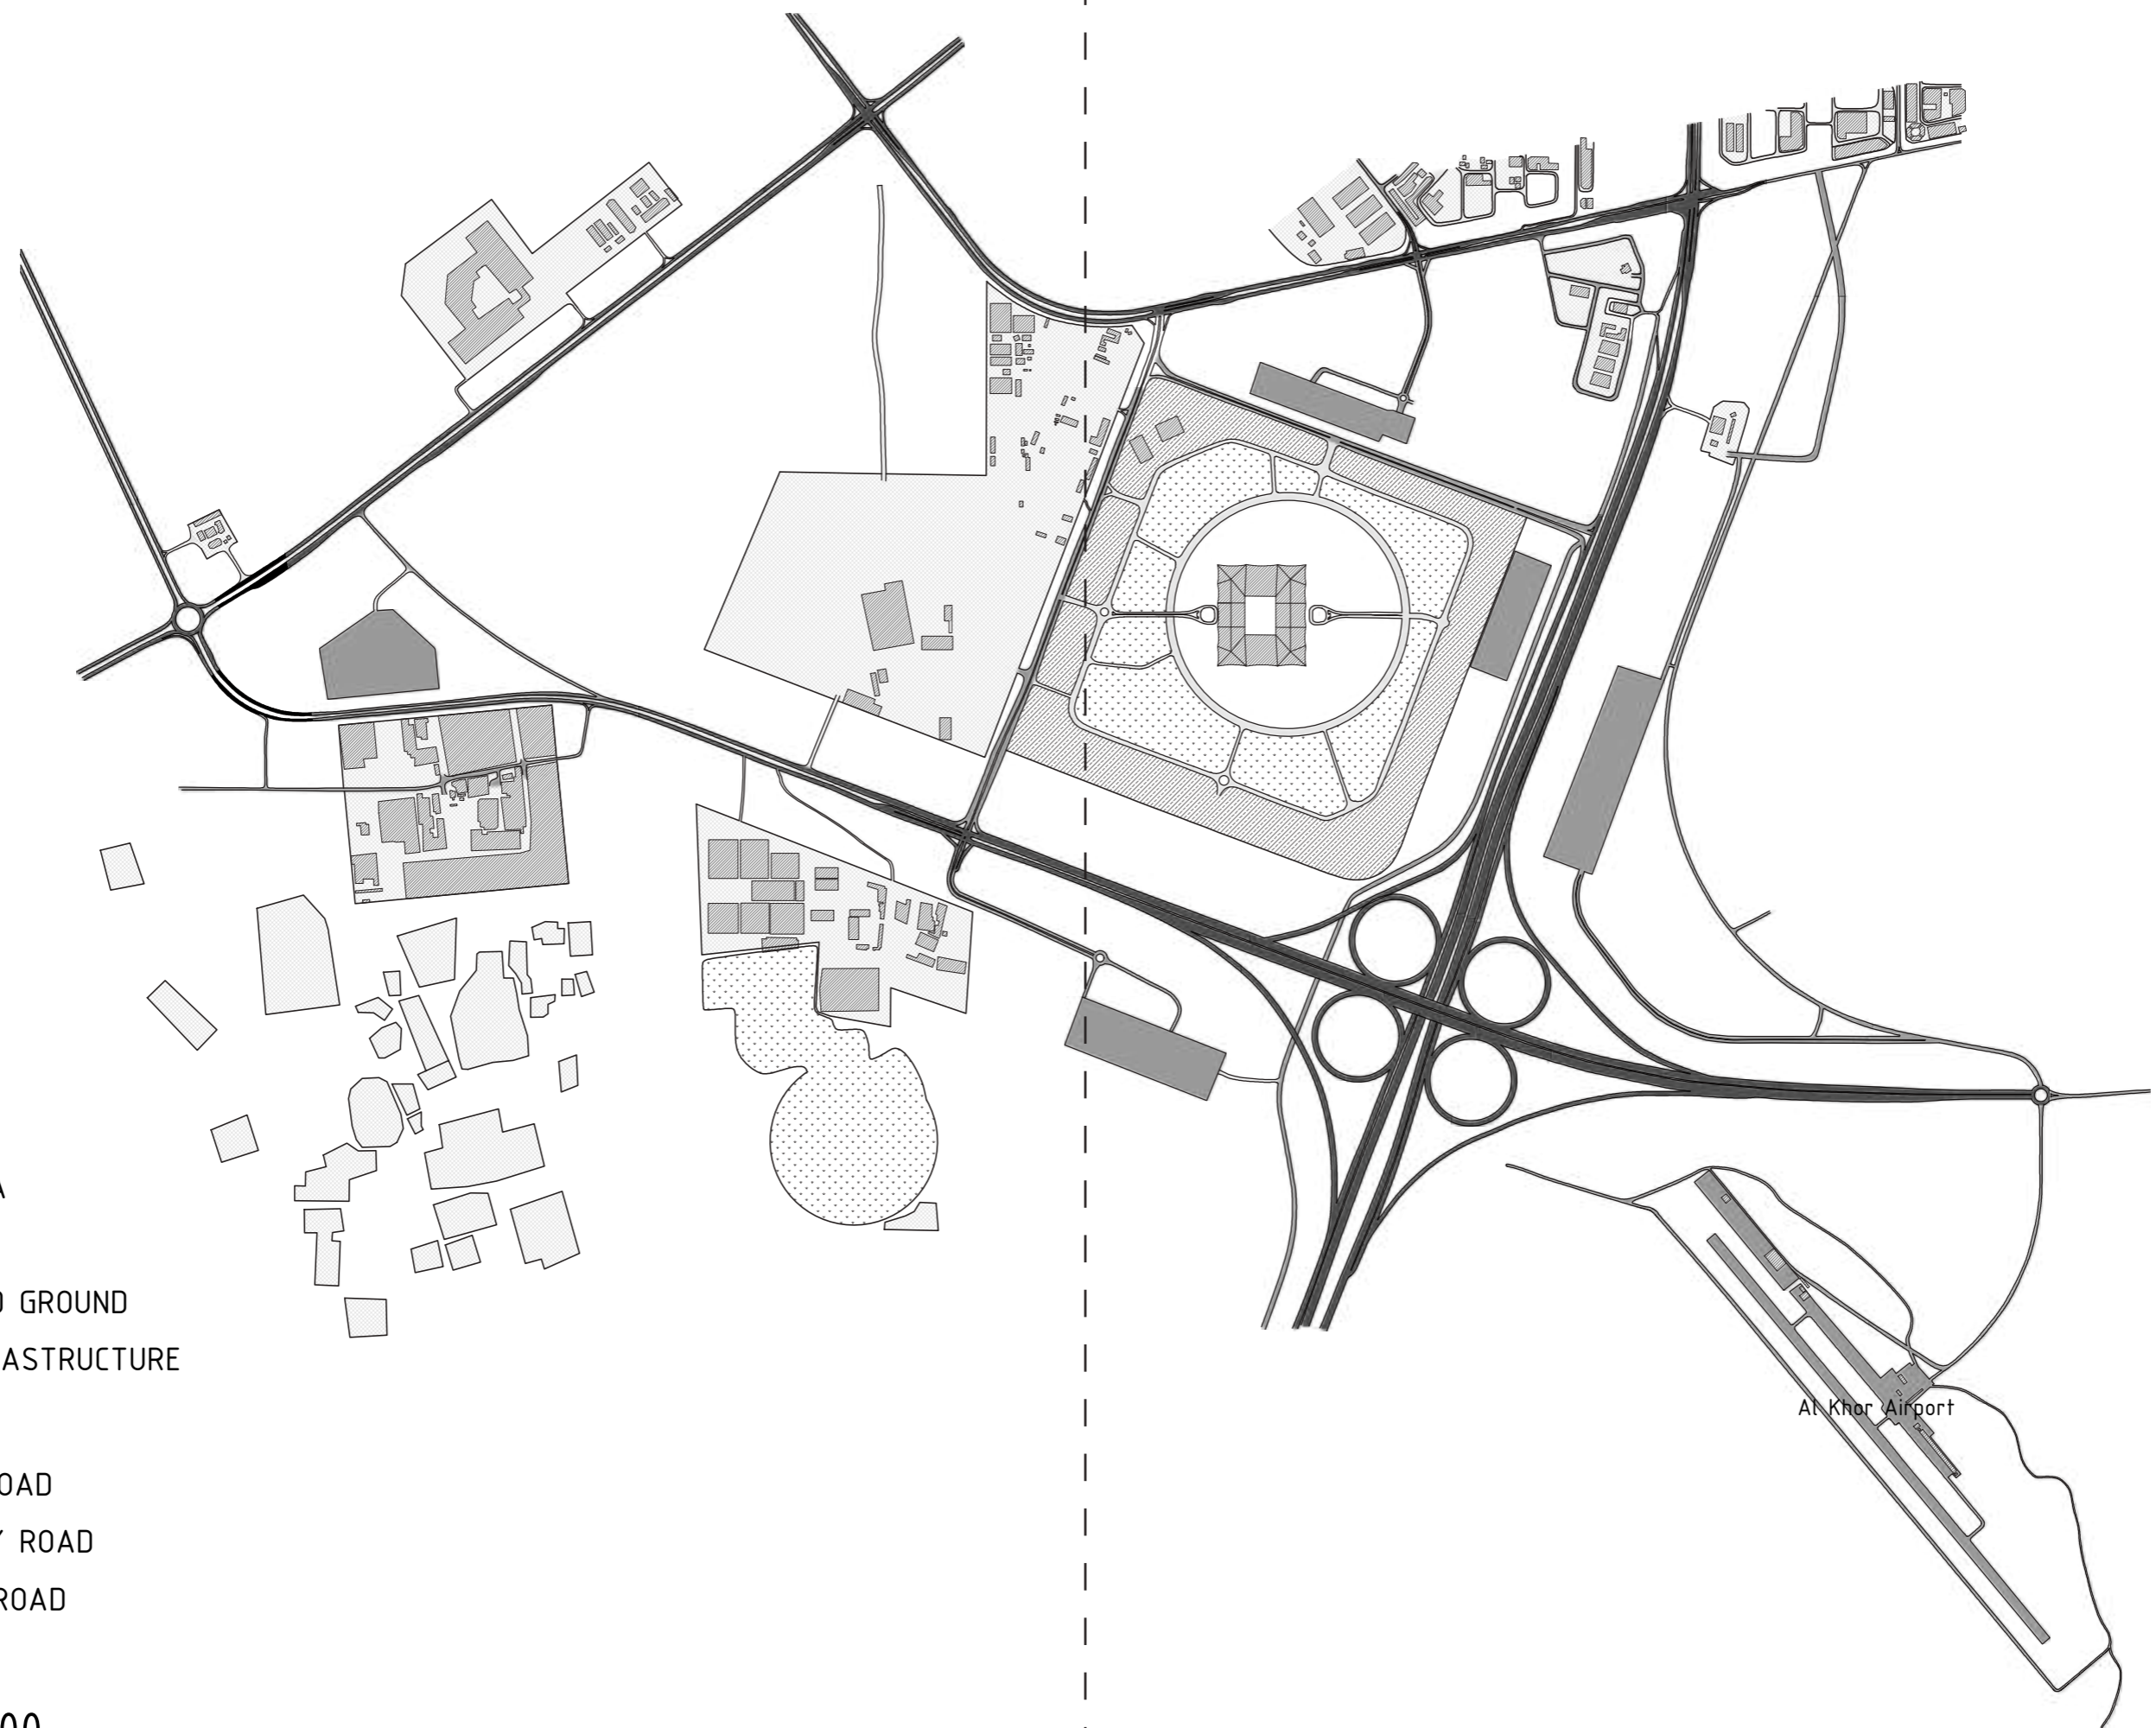 A
D GROUND
ASTRUCTURE
Al Khor Airport
OAD
Y ROAD
ROAD
00